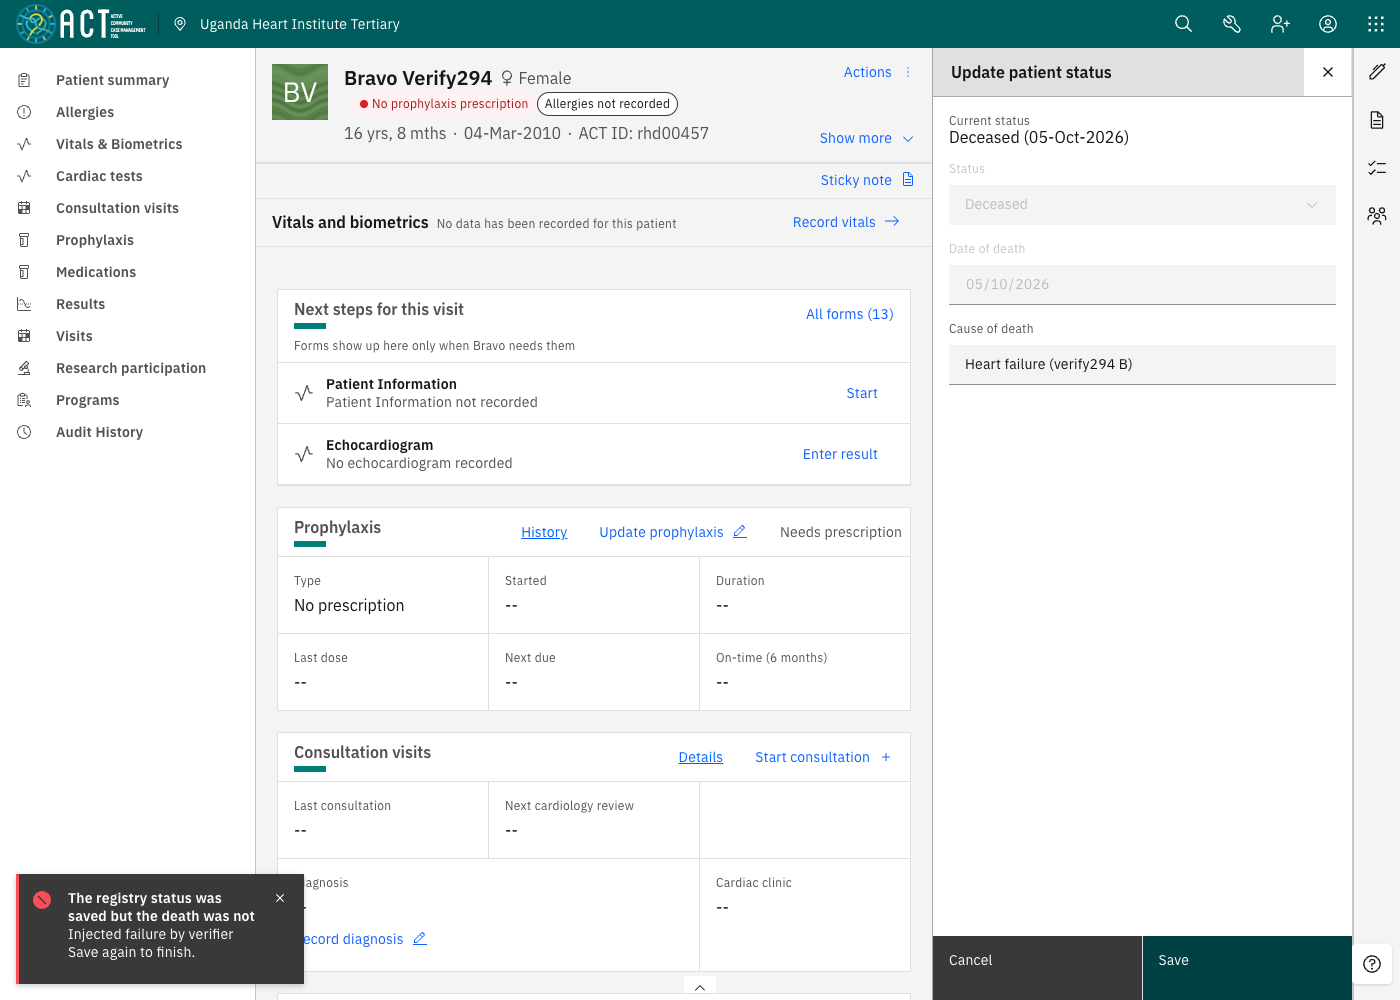 ACT ACTIVE COMMUNITY CASE MANAGEMENT TOOL
Uganda Heart Institute Tertiary
Patient summary
Allergies
Vitals & Biometrics
Cardiac tests
Consultation visits
Prophylaxis
Medications
Results
Visits
Research participation
Programs
Audit History
BV
Bravo Verify294 Female
No prophylaxis prescription Allergies not recorded
16 yrs, 8 mths · 04-Mar-2010 · ACT ID: rhd00457
Actions
Show more
Sticky note
Vitals and biometrics No data has been recorded for this patient Record vitals
Next steps for this visit
All forms (13)
Forms show up here only when Bravo needs them
Patient Information
Patient Information not recorded
Start
Echocardiogram
No echocardiogram recorded
Enter result
Prophylaxis History Update prophylaxis Needs prescription
Type Started Duration
No prescription -- --
Last dose Next due On-time (6 months)
-- -- --
Consultation visits Details Start consultation +
Last consultation Next cardiology review
-- --
agnosis Cardiac clinic
- --
ecord diagnosis
The registry status was
saved but the death was not
Injected failure by verifier
Save again to finish.
Update patient status
Current status
Deceased (05-Oct-2026)
Status
Deceased
Date of death
05/10/2026
Cause of death
Heart failure (verify294 B)
Cancel Save